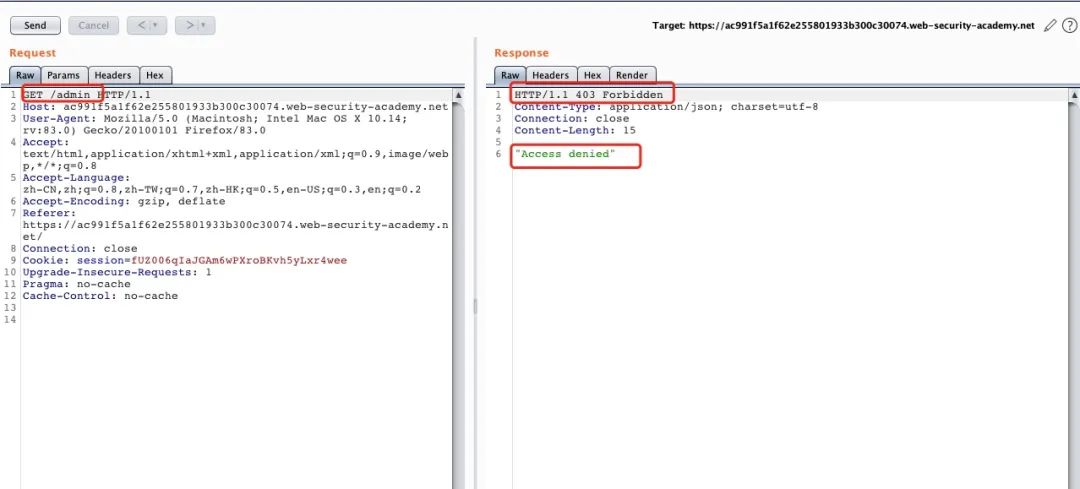 Send
Cancel
< | ▼
> | ▼
Target: https://ac991f5a1f62e255801933b300c30074.web-security-academy.net
?
Request
Raw
Params
Headers
Hex
1 GET /admin HTTP/1.1
2 Host: ac991f5a1f62e255801933b300c30074.web-security-academy.net
3 User-Agent: Mozilla/5.0 (Macintosh; Intel Mac OS X 10.14;
rv:83.0) Gecko/20100101 Firefox/83.0
4 Accept:
text/html,application/xhtml+xml,application/xml;q=0.9,image/web
p,*/*;q=0.8
5 Accept-Language:
zh-CN,zh;q=0.8,zh-TW;q=0.7,zh-HK;q=0.5,en-US;q=0.3,en;q=0.2
6 Accept-Encoding: gzip, deflate
7 Referer:
https://ac991f5a1f62e255801933b300c30074.web-security-academy.n
et/
8 Connection: close
9 Cookie: session=fUZ006qIaJGAm6wPXroBKvh5yLxr4wee
10 Upgrade-Insecure-Requests: 1
11 Pragma: no-cache
12 Cache-Control: no-cache
13
14
Response
Raw
Headers
Hex
Render
1 HTTP/1.1 403 Forbidden
2 Content-Type: application/json; charset=utf-8
3 Connection: close
4 Content-Length: 15
5
6 "Access denied"